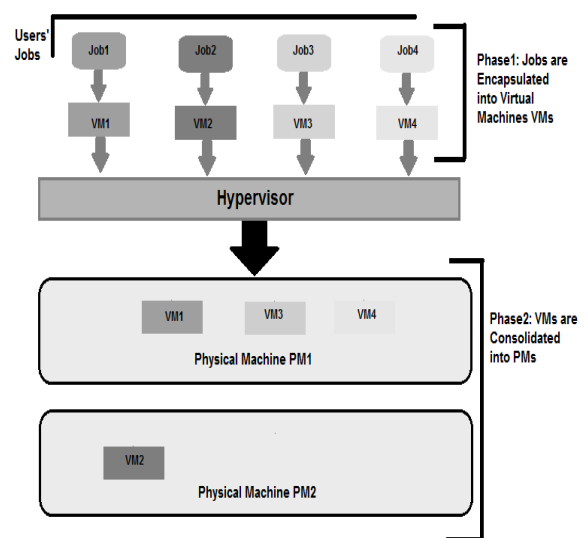 Users'
Jobs
Job1
Job2
Job3
Job4
Phase1: Jobs are
Encapsulated
into Virtual
Machines VMs
VM1
VM2
VM3
VM4
Hypervisor
VM1
VM3
VM4
Physical Machine PM1
Phase2: VMs are
Consolidated
into PMs
VM2
Physical Machine PM2